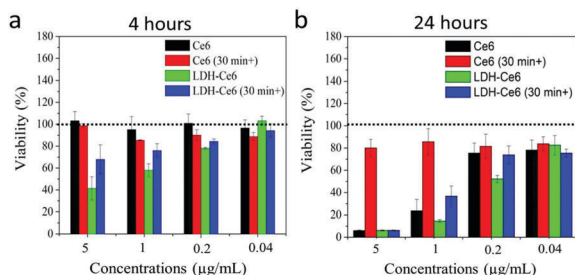 a
4 hours
Viability (%)
180
160
140
120
100
80
60
40
20
0
Ce6
Ce6 (30 min+)
LDH-Ce6
LDH-Ce6 (30 min+)
5
1
0.2
0.04
Concentrations (µg/mL)
b
24 hours
Viability (%)
180
160
140
120
100
80
60
40
20
0
Ce6
Ce6 (30 min+)
LDH-Ce6
LDH-Ce6 (30 min+)
5
1
0.2
0.04
Concentrations (µg/mL)